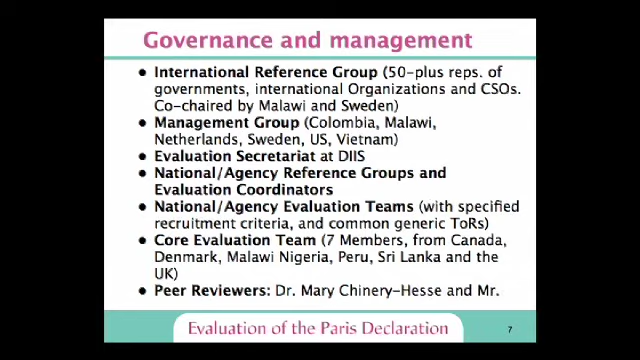 Governance and management
● International Reference Group (50-plus reps. of
governments, international Organizations and CSOs.
Co-chaired by Malawi and Sweden)
● Management Group (Colombia, Malawi,
Netherlands, Sweden, US, Vietnam)
● Evaluation Secretariat at DIIS
● National/Agency Reference Groups and
Evaluation Coordinators
● National/Agency Evaluation Teams (with specified
recruitment criteria, and common generic ToRs)
● Core Evaluation Team (7 Members, from Canada,
Denmark, Malawi Nigeria, Peru, Sri Lanka and the
UK)
● Peer Reviewers: Dr. Mary Chinery-Hesse and Mr.
Evaluation of the Paris Declaration
7